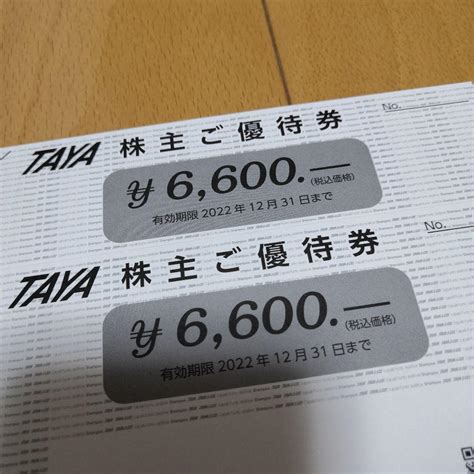 TAYA 株主ご優待券
No.
¥6,600.―(税込価格)
有効期限 2022年12月31日まで
TAYA 株主ご優待券
No.
¥6,600.―(税込価格)
有効期限 2022年12月31日まで